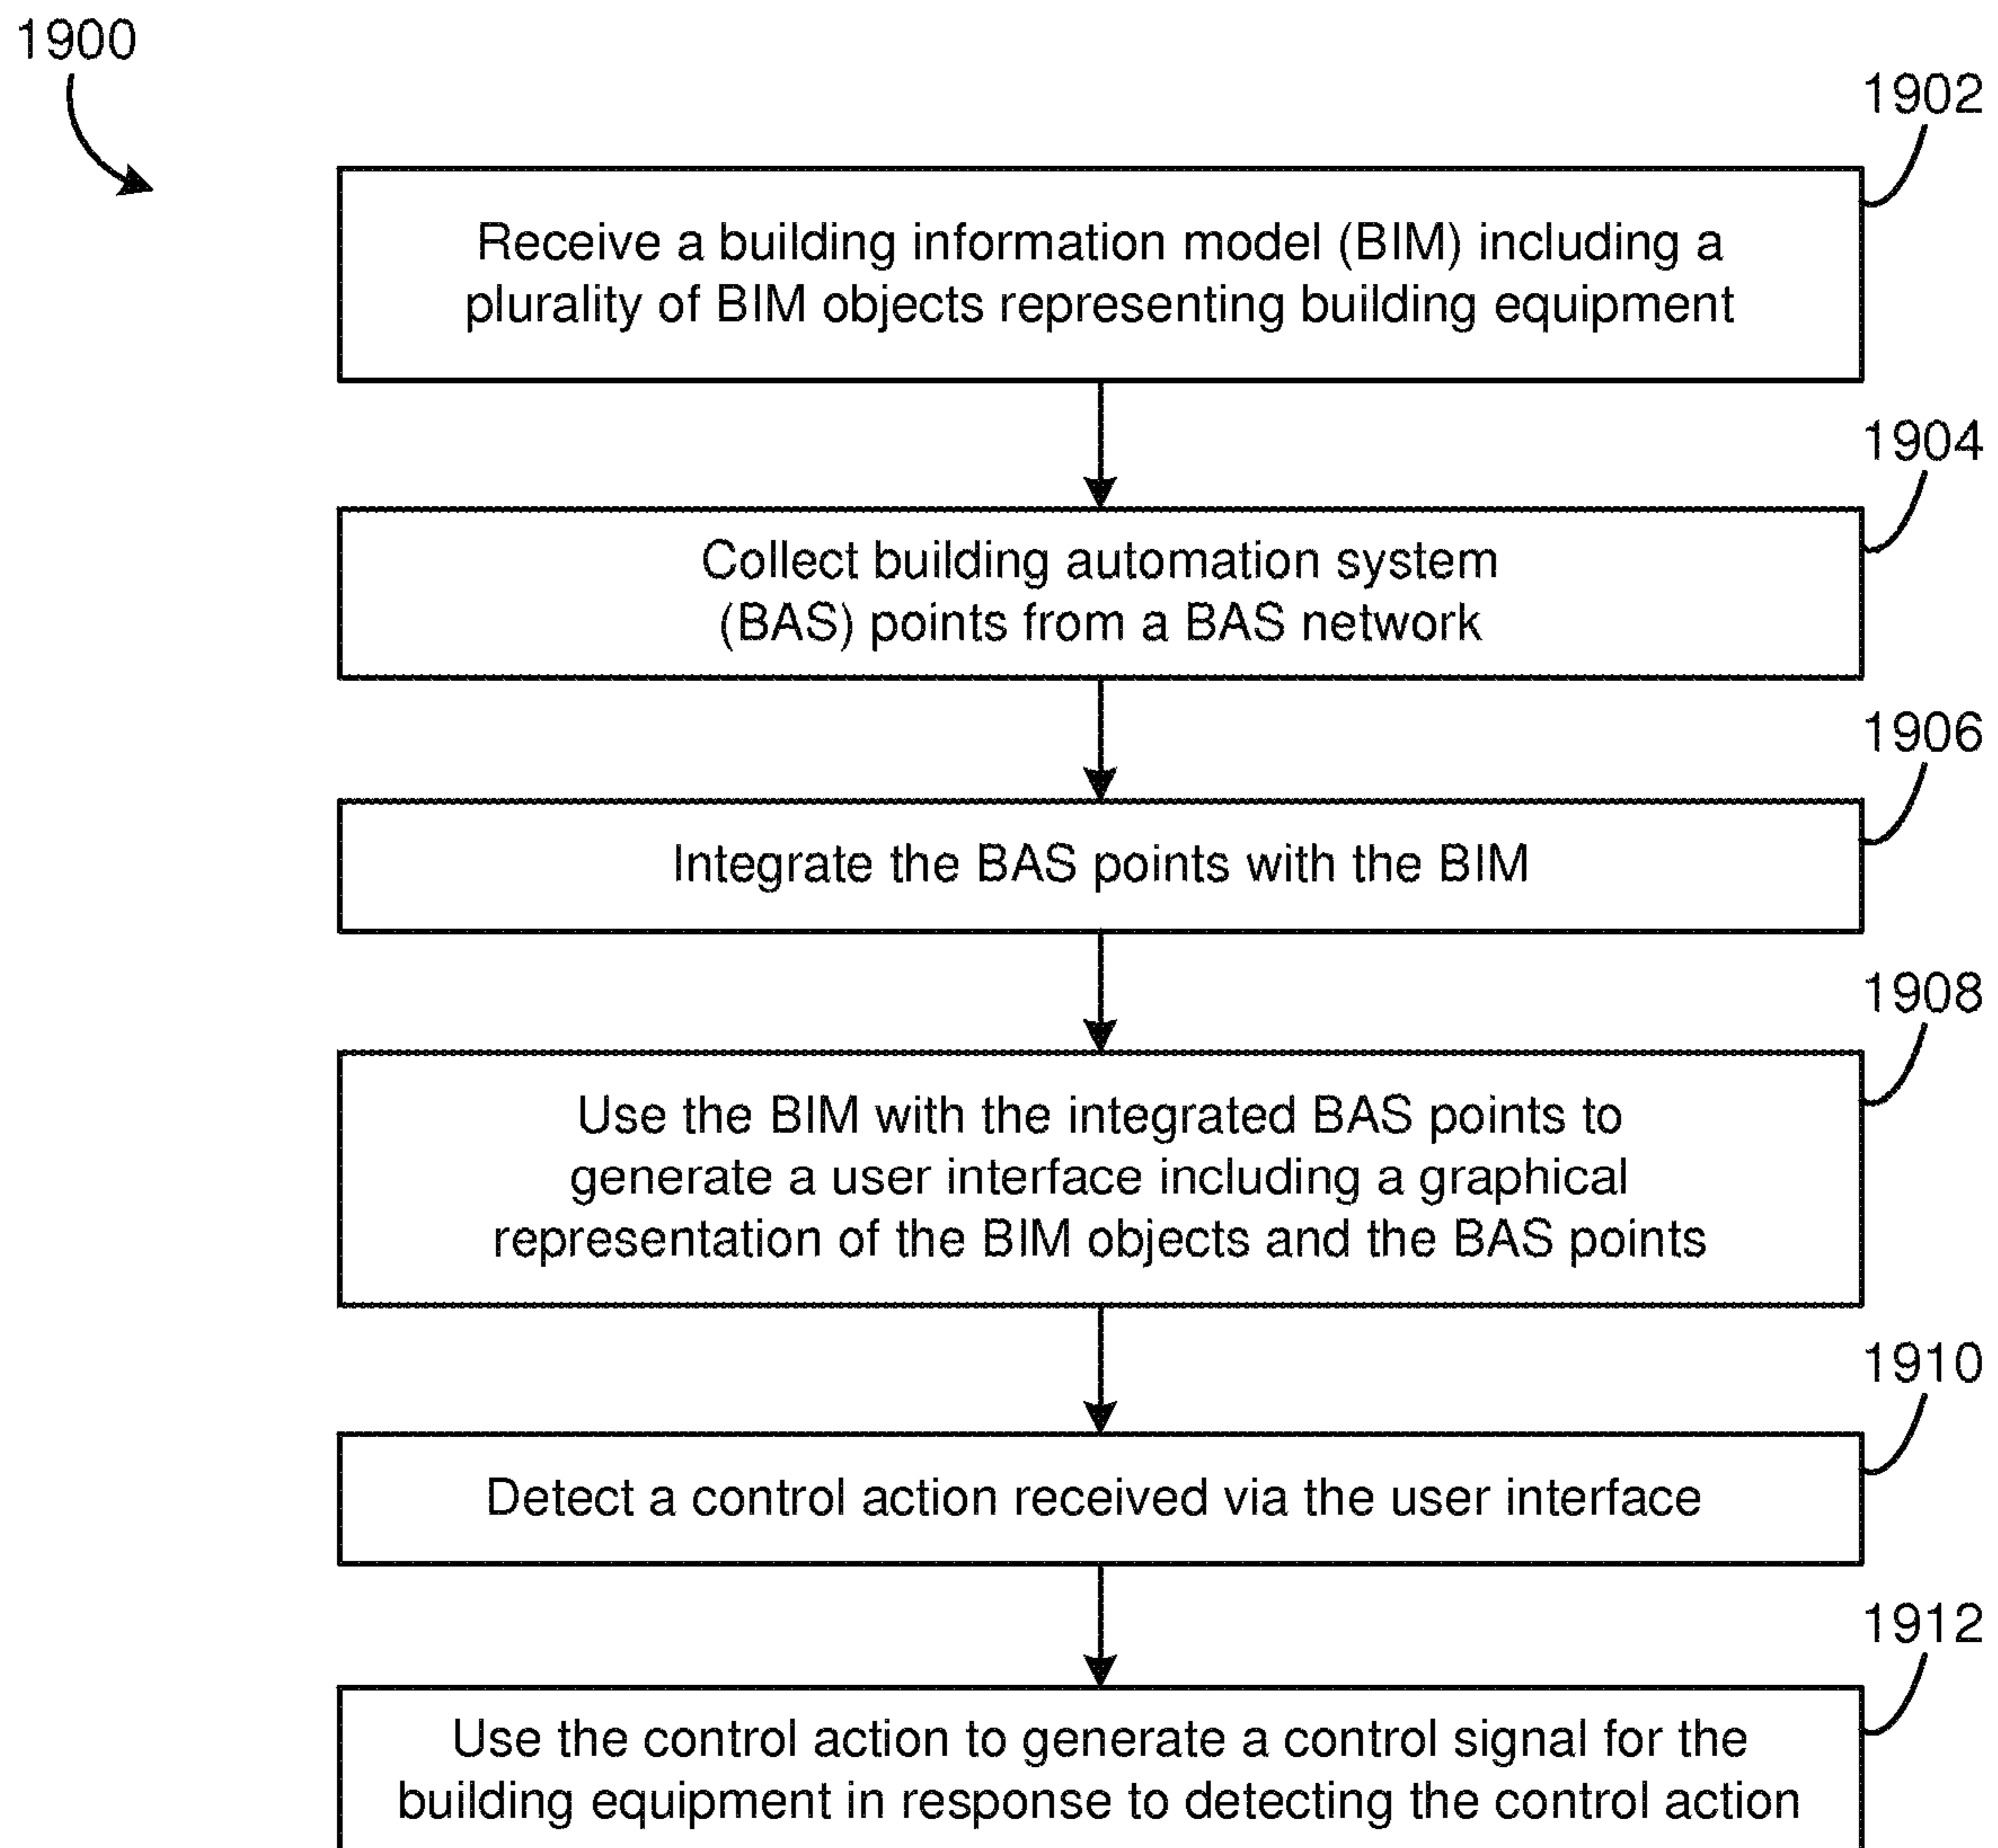 1900
1902
Receive a building information model (BIM) including a
plurality of BIM objects representing building equipment
1904
Collect building automation system
(BAS) points from a BAS network
1906
Integrate the BAS points with the BIM
1908
Use the BIM with the integrated BAS points to
generate a user interface including a graphical
representation of the BIM objects and the BAS points
1910
Detect a control action received via the user interface
1912
Use the control action to generate a control signal for the
building equipment in response to detecting the control action